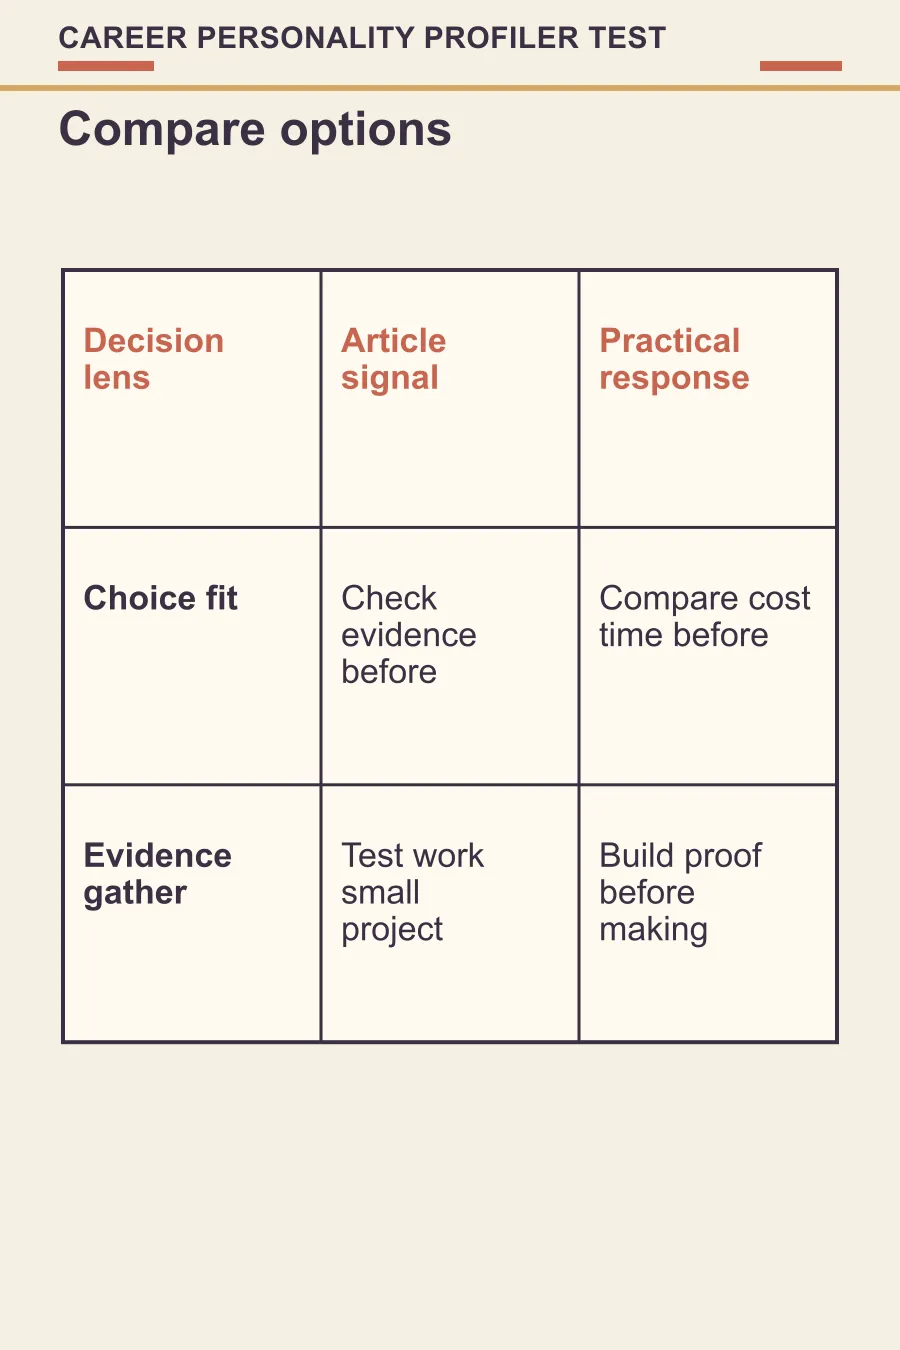 CAREER PERSONALITY PROFILER TEST
Compare options
Decision
lens
Article
signal
Practical
response
Choice fit
Check
evidence
before
Compare cost
time before
Evidence
gather
Test work
small
project
Build proof
before
making